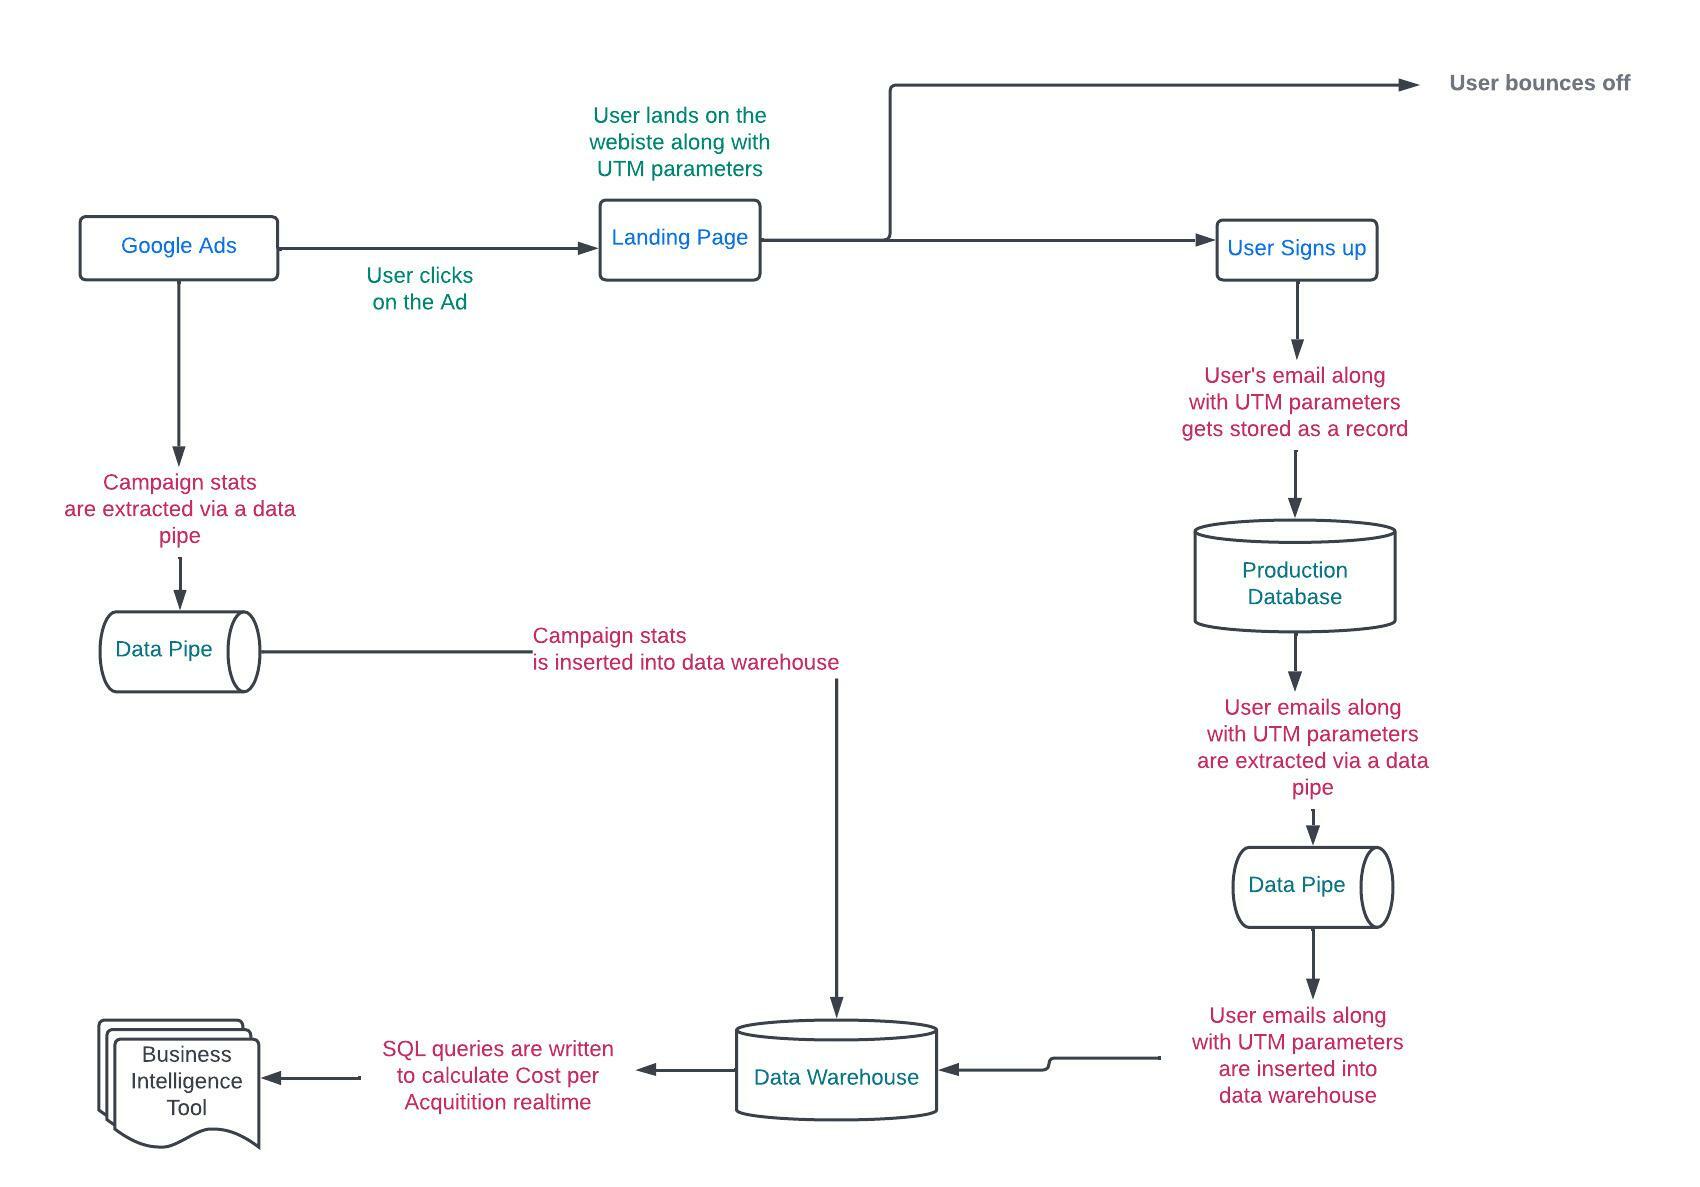 User bounces off
User lands on the
webiste along with
UTM parameters
Google Ads
Landing Page
User Signs up
User clicks
on the Ad
User's email along
with UTM parameters
gets stored as a record
Campaign stats
are extracted via a data
pipe
Production
Database
Data Pipe
Campaign stats
is inserted into data warehouse
User emails along
with UTM parameters
are extracted via a data
pipe
Data Pipe
User emails along
with UTM parameters
are inserted into
data warehouse
Data Warehouse
SQL queries are written
to calculate Cost per
Acquitition realtime
Business
Intelligence
Tool